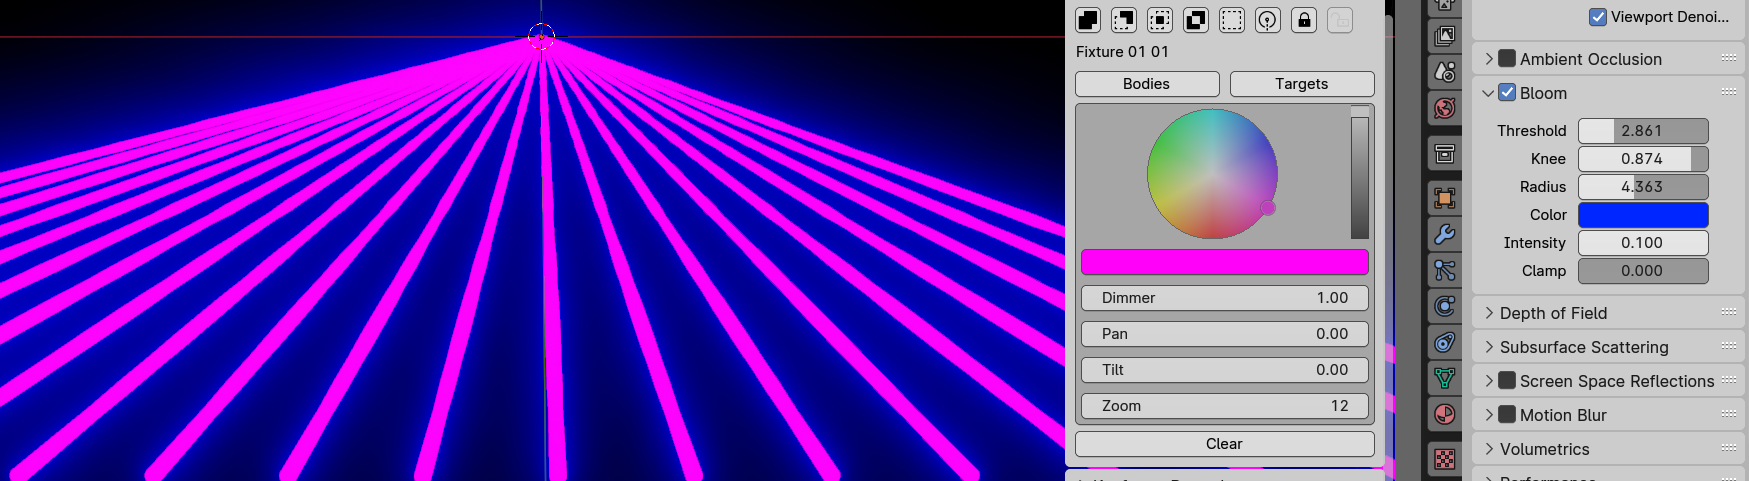 Fixture 01 01
Bodies
Targets
Dimmer 1.00
Pan 0.00
Tilt 0.00
Zoom 12
Clear
Viewport Denoi...
Ambient Occlusion
Bloom
Threshold 2.861
Knee 0.874
Radius 4.363
Color
Intensity 0.100
Clamp 0.000
Depth of Field
Subsurface Scattering
Screen Space Reflections
Motion Blur
Volumetrics